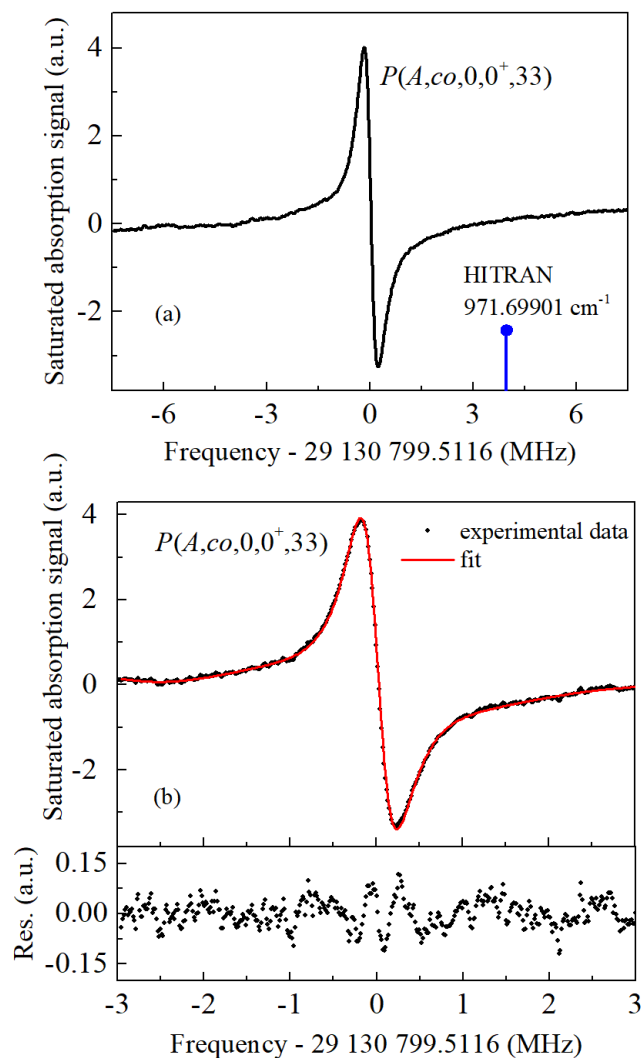 Saturated absorption signal (a.u.)
4
2
0
-2
P(A,co,0,0⁺,33)
HITRAN
971.69901 cm⁻¹
(a)
-6 -3 0 3 6
Frequency - 29 130 799.5116 (MHz)
Saturated absorption signal (a.u.)
4
2
0
-2
P(A,co,0,0⁺,33)
experimental data
fit
(b)
Res. (a.u.)
0.15
0.00
-0.15
-3 -2 -1 0 1 2 3
Frequency - 29 130 799.5116 (MHz)